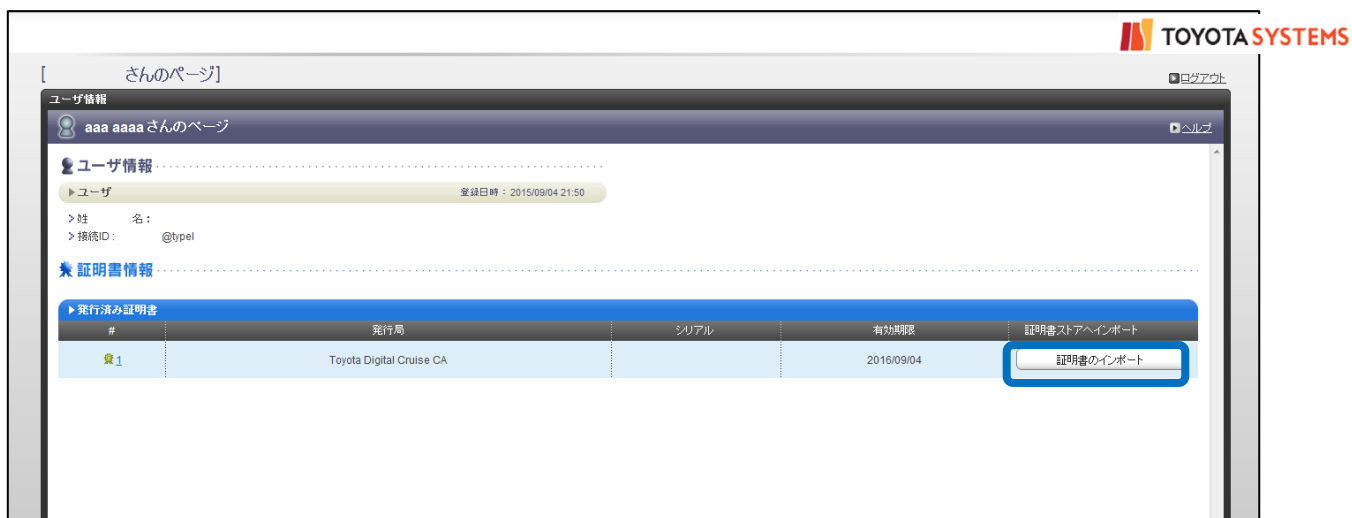 TOYOTA SYSTEMS
[ さんのページ]
ログアウト
ユーザ情報
aaa aaaa さんのページ
ヘルプ
ユーザ情報
ユーザ 登録日時：2015/09/04 21:50
>姓 名：
>接続ID： @typel
証明書情報
発行済み証明書
# 発行局 シリアル 有効期限 証明書ストアへインポート
1 Toyota Digital Cruise CA 2016/09/04 証明書のインポート